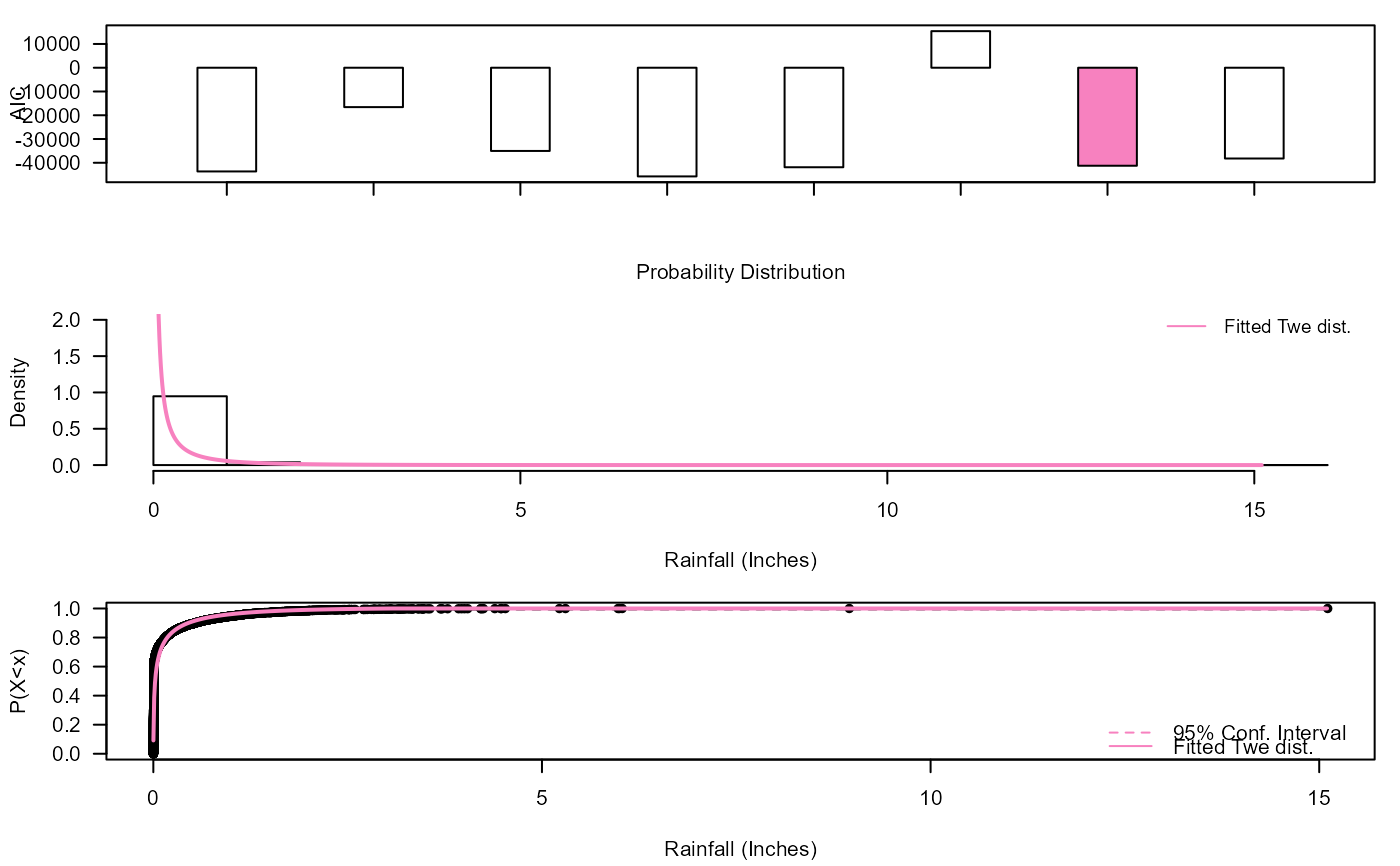 10000
0
-10000
-20000
-30000
-40000
AIC
Probability Distribution
2.0
1.5
1.0
0.5
0.0
Density
Fitted Twe dist.
0 5 10 15
Rainfall (Inches)
1.0
0.8
0.6
0.4
0.2
0.0
P(X<x)
95% Conf. Interval
Fitted Twe dist.
0 5 10 15
Rainfall (Inches)